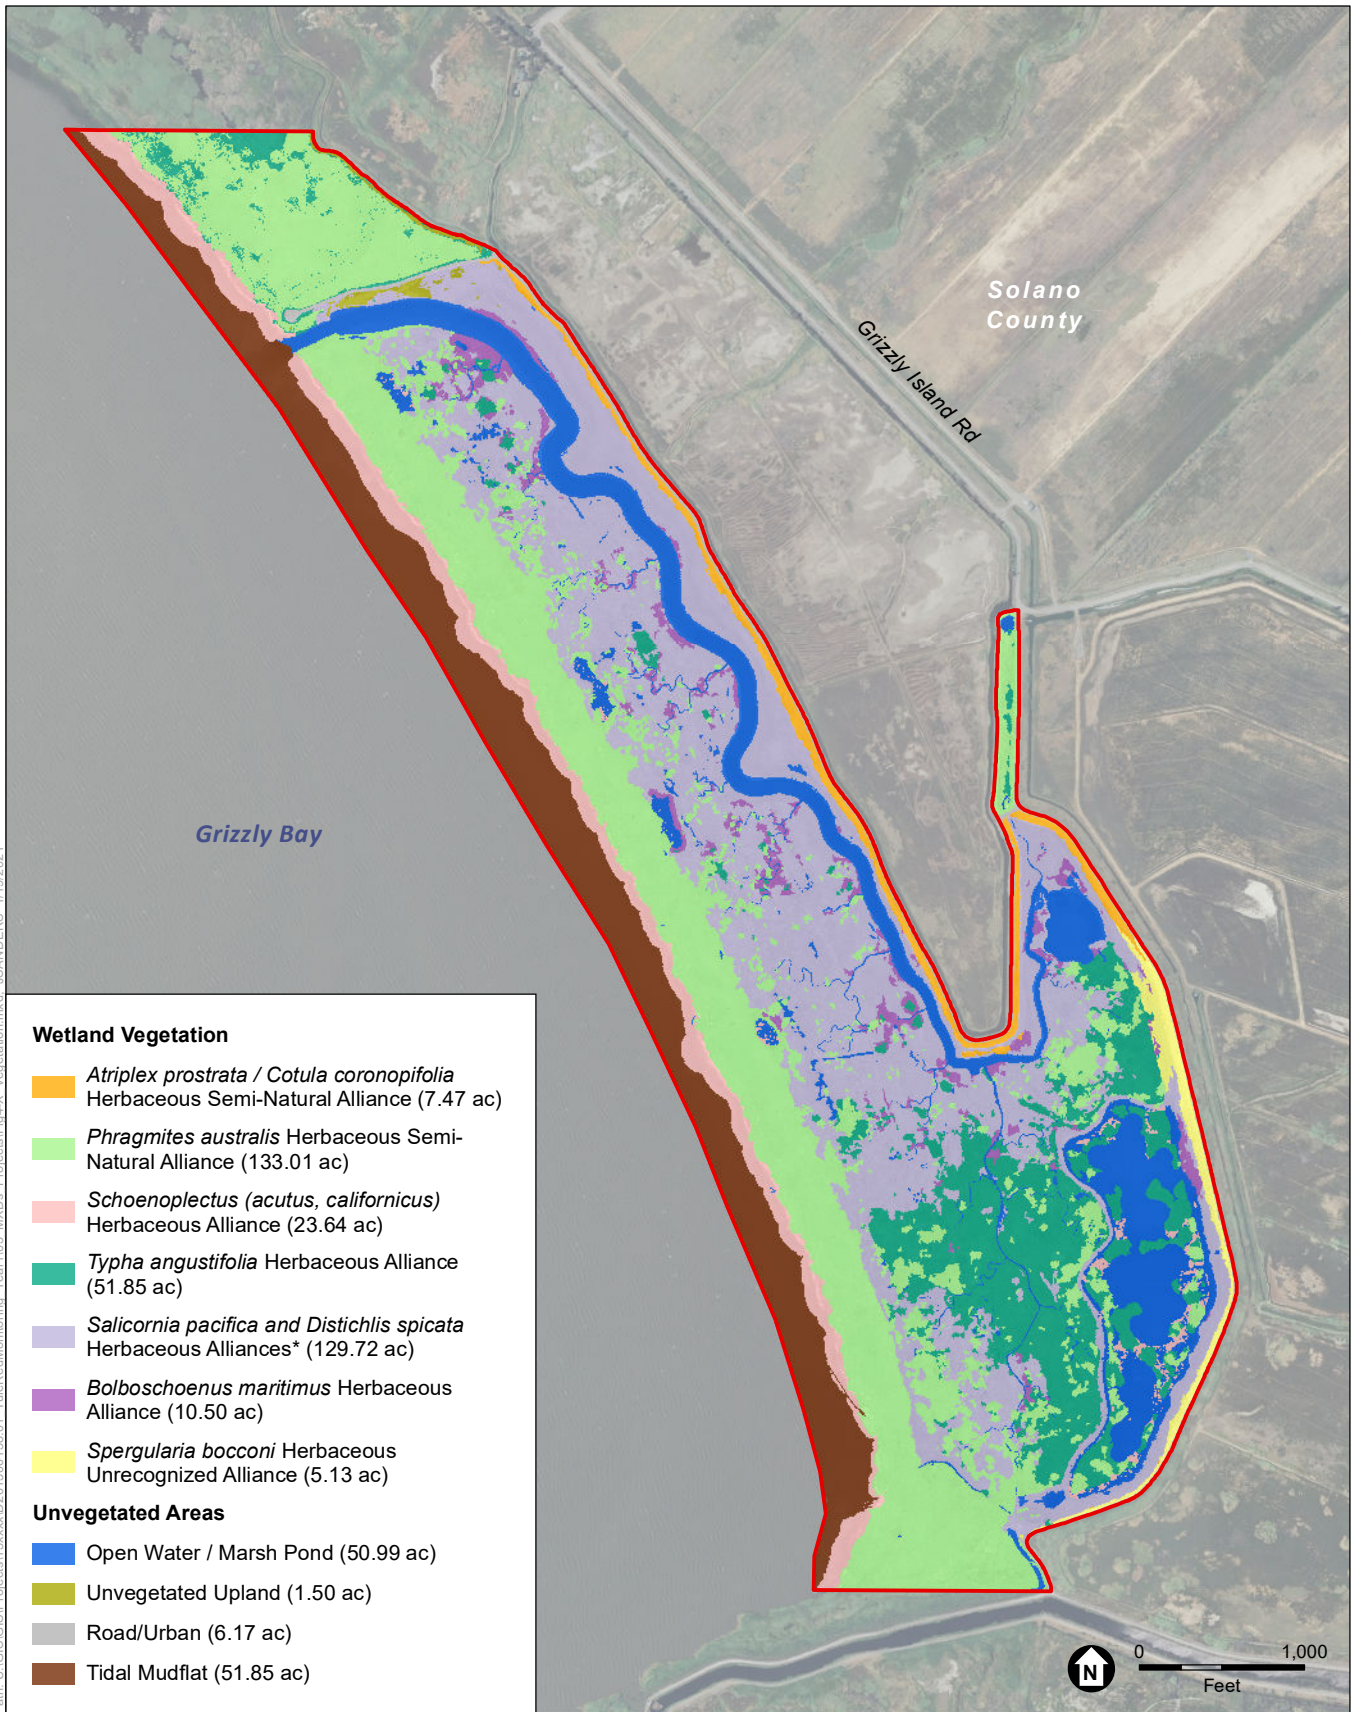 Solano
County
Grizzly Island Rd
Grizzly Bay
Wetland Vegetation
Atriplex prostrata / Cotula coronopifolia
Herbaceous Semi-Natural Alliance (7.47 ac)
Phragmites australis Herbaceous Semi-
Natural Alliance (133.01 ac)
Schoenoplectus (acutus, californicus)
Herbaceous Alliance (23.64 ac)
Typha angustifolia Herbaceous Alliance
(51.85 ac)
Salicornia pacifica and Distichlis spicata
Herbaceous Alliances* (129.72 ac)
Bolboschoenus maritimus Herbaceous
Alliance (10.50 ac)
Spergularia bocconi Herbaceous
Unrecognized Alliance (5.13 ac)
Unvegetated Areas
Open Water / Marsh Pond (50.99 ac)
Unvegetated Upland (1.50 ac)
Road/Urban (6.17 ac)
Tidal Mudflat (51.85 ac)
N
0 1,000
Feet